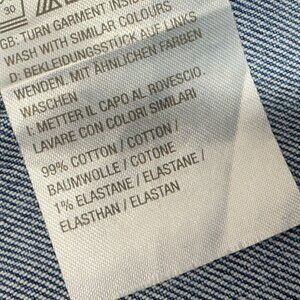 30
GB: TURN GARMENT INSIDE
WASH WITH SIMILAR COLOURS
D: BEKLEIDUNGSSTÜCK AUF LINKS
WENDEN. MIT ÄHNLICHEN FARBEN
WASCHEN
I: METTER IL CAPO AL ROVESCIO.
LAVARE CON COLORI SIMILARI
99% COTTON / COTTON /
BAUMWOLLE / COTONE
1% ELASTANE / ELASTANE /
ELASTHAN / ELASTAN